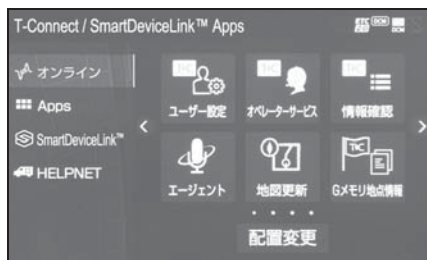 T-Connect / SmartDeviceLink™ Apps
オンライン
Apps
SmartDeviceLink™
HELPNET
ユーザー設定
オペレーターサービス
情報確認
エージェント
地図更新
Gメモリ地点情報
配置変更